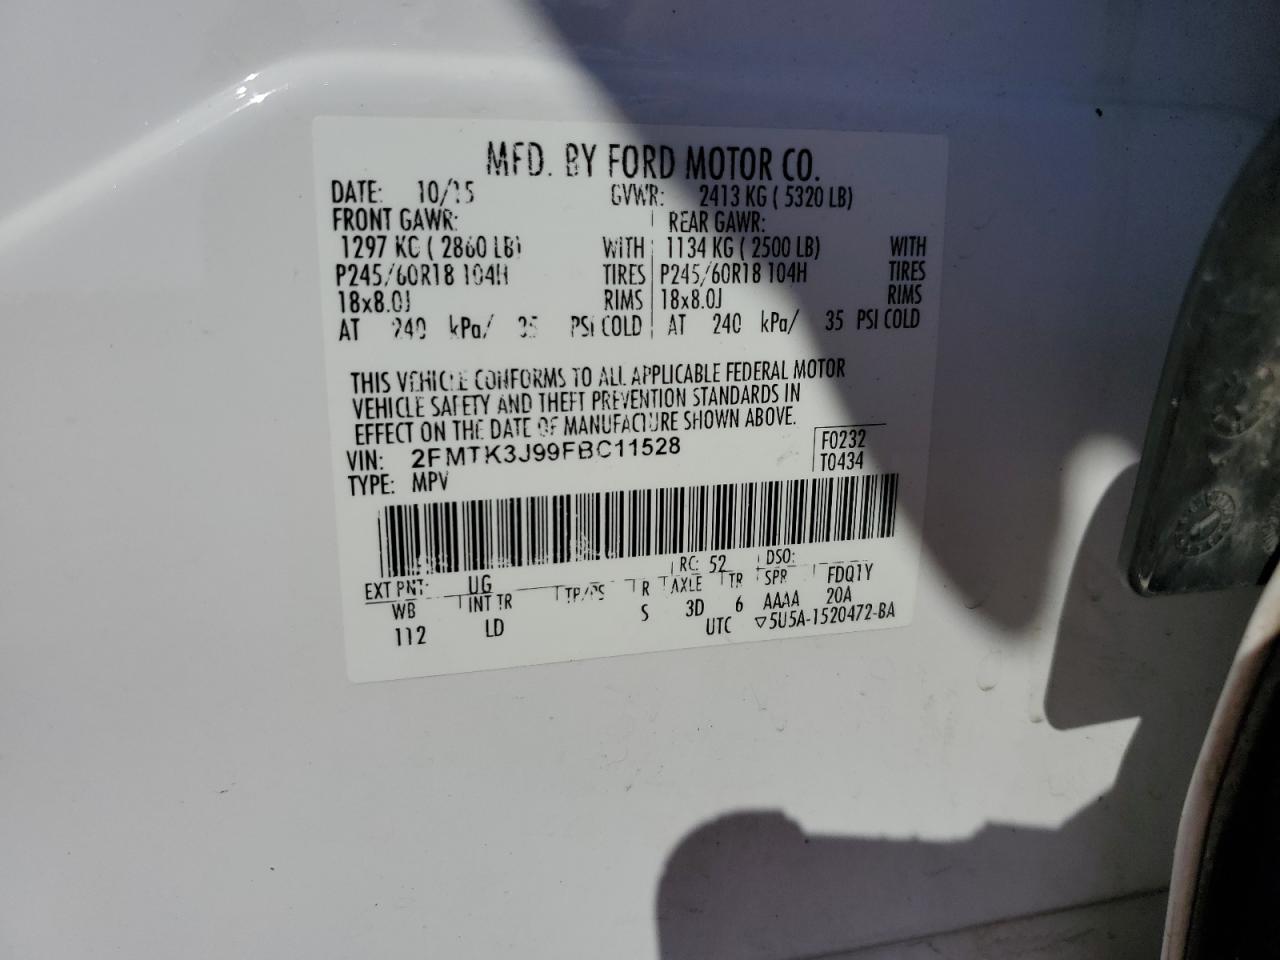 MFD. BY FORD MOTOR CO.
DATE: 10/15 GVWR: 2413 KG ( 5320 LB)
FRONT GAWR: REAR GAWR:
1297 KG ( 2860 LB) WITH 1134 KG ( 2500 LB) WITH
P245/60R18 104H TIRES P245/60R18 104H TIRES
18x8.0J RIMS 18x8.0J RIMS
AT 240 kPa/ 35 PSI COLD AT 240 kPa/ 35 PSI COLD
THIS VEHICLE CONFORMS TO ALL APPLICABLE FEDERAL MOTOR
VEHICLE SAFETY AND THEFT PREVENTION STANDARDS IN
EFFECT ON THE DATE OF MANUFACTURE SHOWN ABOVE.
VIN: 2FMTK3J99FBC11528 F0232
TYPE: MPV T0434
EXT PNT: UG RC: 52 DSO:
WB INT TR TP/PS R AXLE TR SPR FDQ1Y
112 LD S 3D 6 AAAA 20A
UTC ▽5U5A-1520472-BA